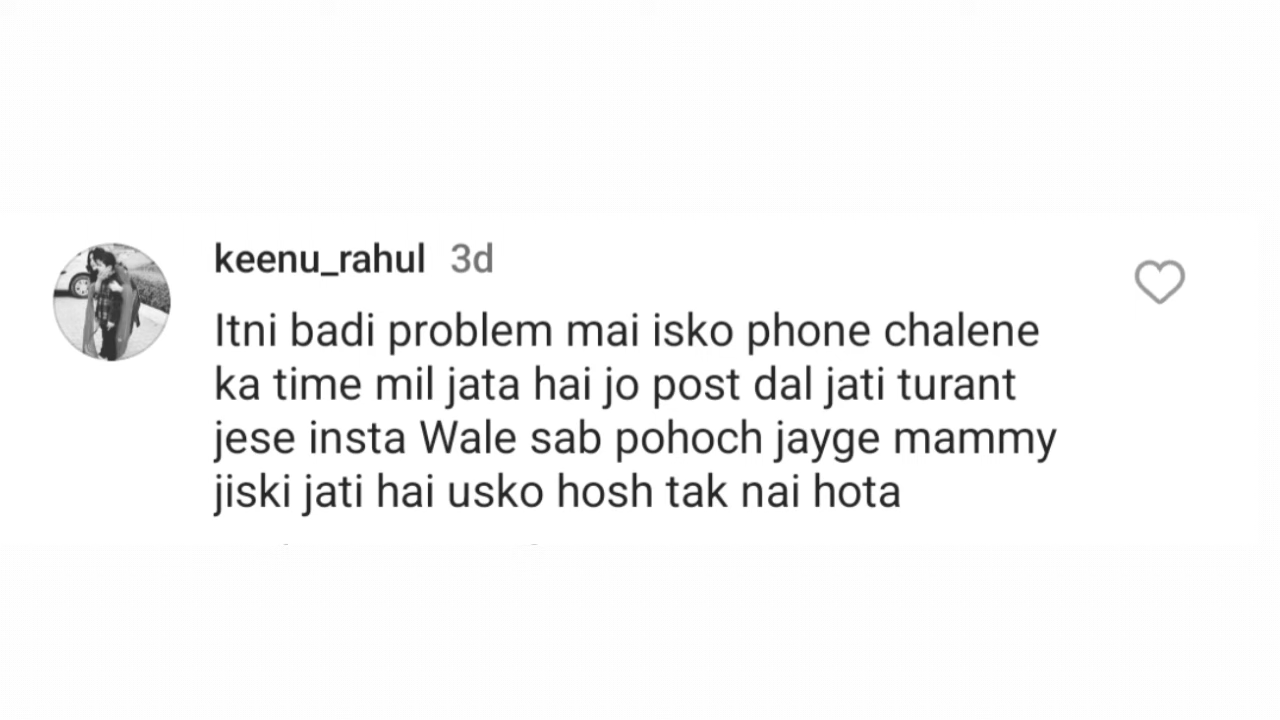 keenu_rahul 3d
Itni badi problem mai isko phone chalene
ka time mil jata hai jo post dal jati turant
jese insta Wale sab pohoch jayge mammy
jiski jati hai usko hosh tak nai hota